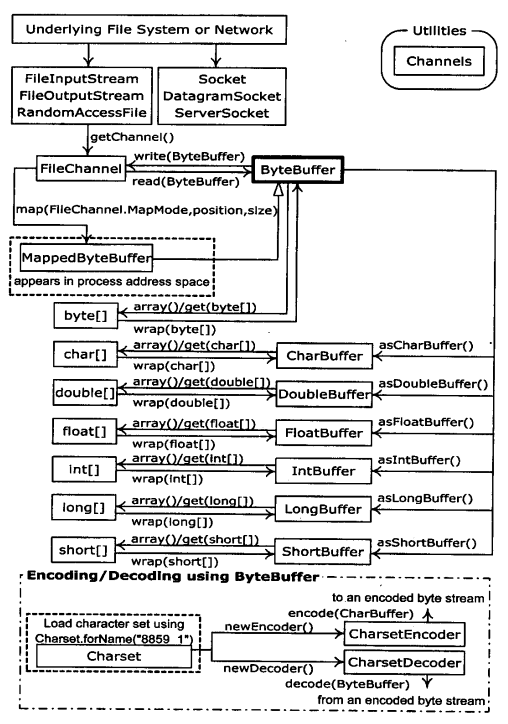 Underlying File System or Network
Utilities
Channels
FileInputStream
FileOutputStream
RandomAccessFile
Socket
DatagramSocket
ServerSocket
getChannel()
FileChannel
write(ByteBuffer)
read(ByteBuffer)
ByteBuffer
map(FileChannel.MapMode,position,size)
MappedByteBuffer
appears in process address space
byte[]
array()/get(byte[])
wrap(byte[])
char[]
array()/get(char[])
wrap(char[])
CharBuffer
asCharBuffer()
double[]
array()/get(double[])
wrap(double[])
DoubleBuffer
asDoubleBuffer()
float[]
array()/get(float[])
wrap(float[])
FloatBuffer
asFloatBuffer()
int[]
array()/get(int[])
wrap(int[])
IntBuffer
asIntBuffer()
long[]
array()/get(long[])
wrap(long[])
LongBuffer
asLongBuffer()
short[]
array()/get(short[])
wrap(short[])
ShortBuffer
asShortBuffer()
Encoding/Decoding using ByteBuffer
to an encoded byte stream
encode(CharBuffer)
Load character set using
Charset.forName("8859_1")
Charset
newEncoder()
CharsetEncoder
newDecoder()
CharsetDecoder
decode(ByteBuffer)
from an encoded byte stream